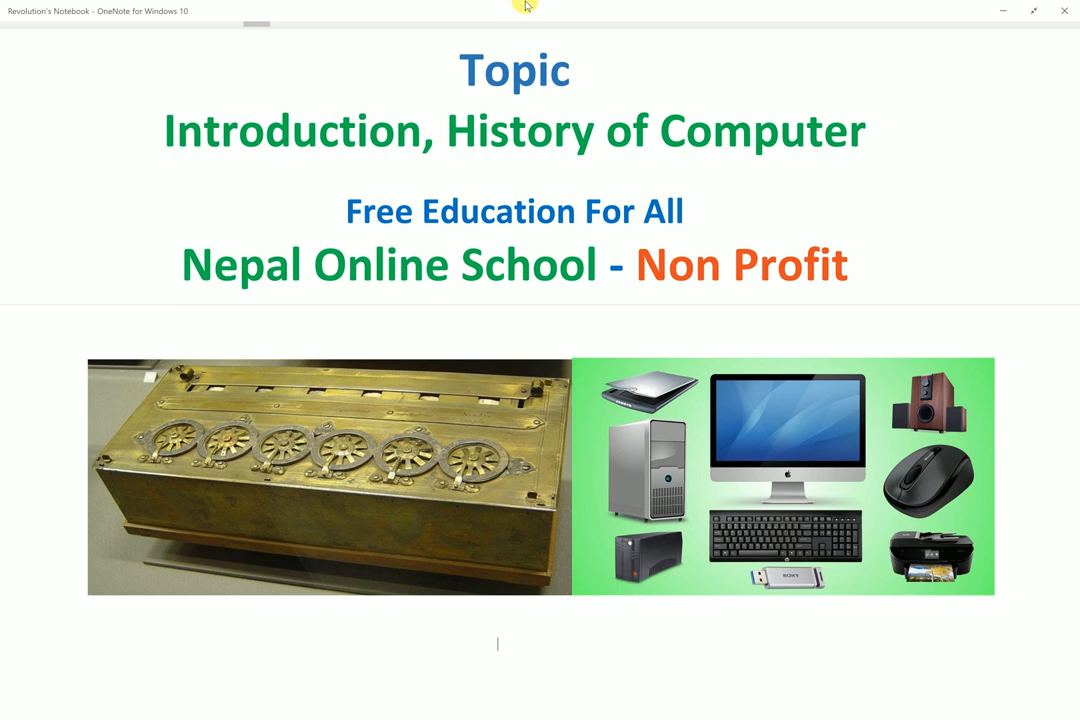 Revolution's Notebook - OneNote for Windows 10
Topic
Introduction, History of Computer
Free Education For All
Nepal Online School - Non Profit
SONY